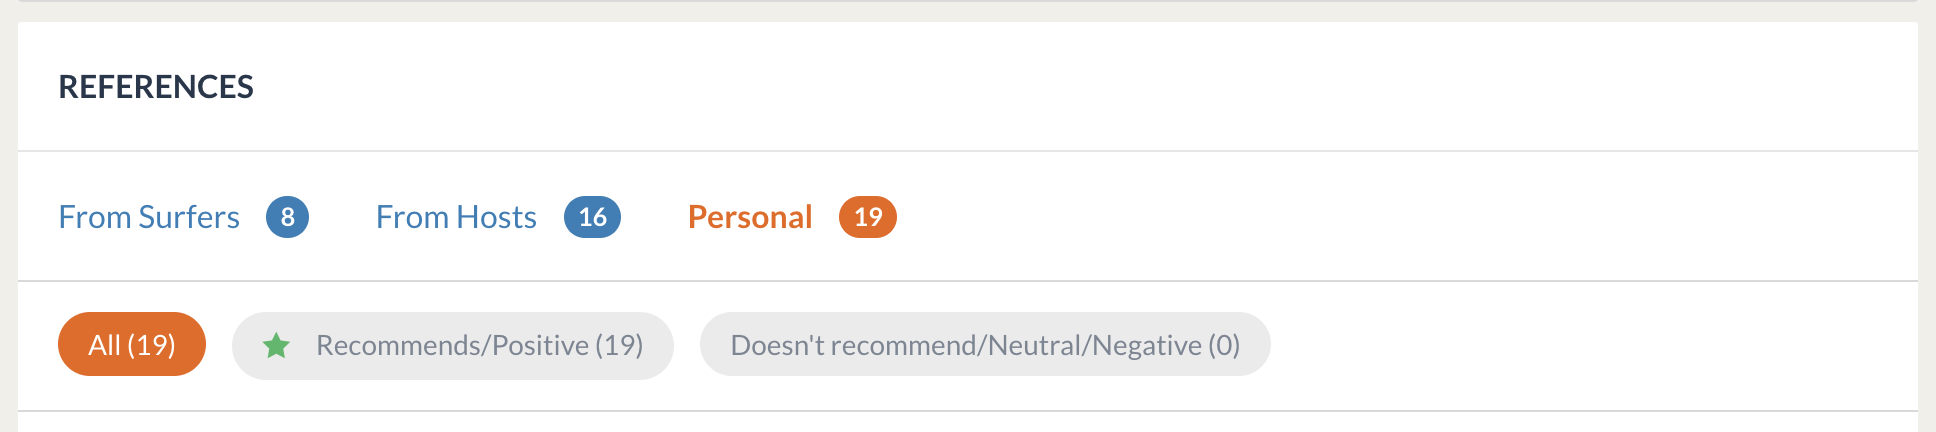 REFERENCES
From Surfers 8 From Hosts 16 Personal 19
All (19) Recommends/Positive (19) Doesn't recommend/Neutral/Negative (0)